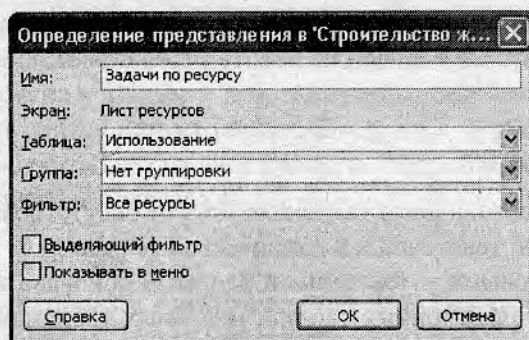 Определение представления в 'Строительство ж...
Имя: Задачи по ресурсу
Экран: Лист ресурсов
Таблица: Использование
Группа: Нет группировки
Фильтр: Все ресурсы
Выделяющий фильтр
Показывать в меню
Справка ОК Отмена